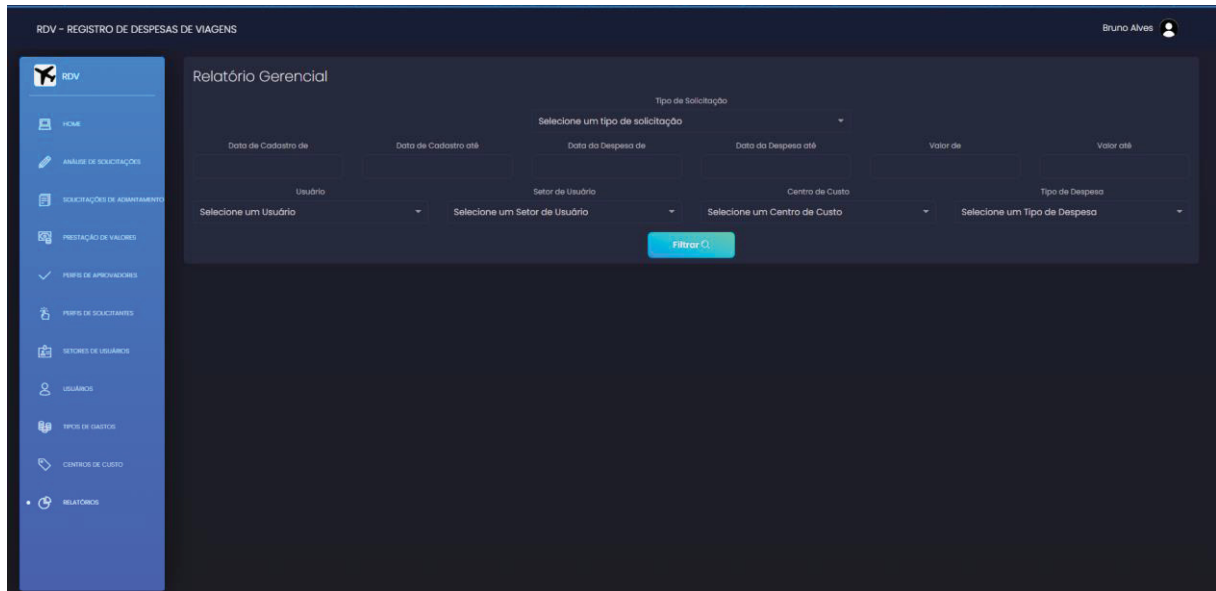 RDV - REGISTRO DE DESPESAS DE VIAGENS
Bruno Alves
RDV
HOME
ANÁLISE DE SOLICITAÇÕES
SOLICITAÇÕES DE ADIANTAMENTO
PRESTAÇÃO DE VALORES
PERFIS DE APROVADORES
PERFIS DE SOLICITANTES
SETORES DE USUÁRIOS
USUÁRIOS
TIPOS DE GASTOS
CENTROS DE CUSTO
RELATÓRIOS
Relatório Gerencial
Tipo de Solicitação
Selecione um tipo de solicitação
Data de Cadastro de Data de Cadastro até Data da Despesa de Data da Despesa até Valor de Valor até
Usuário Setor de Usuário Centro de Custo Tipo de Despesa
Selecione um Usuário Selecione um Setor de Usuário Selecione um Centro de Custo Selecione um Tipo de Despesa
Filtrar